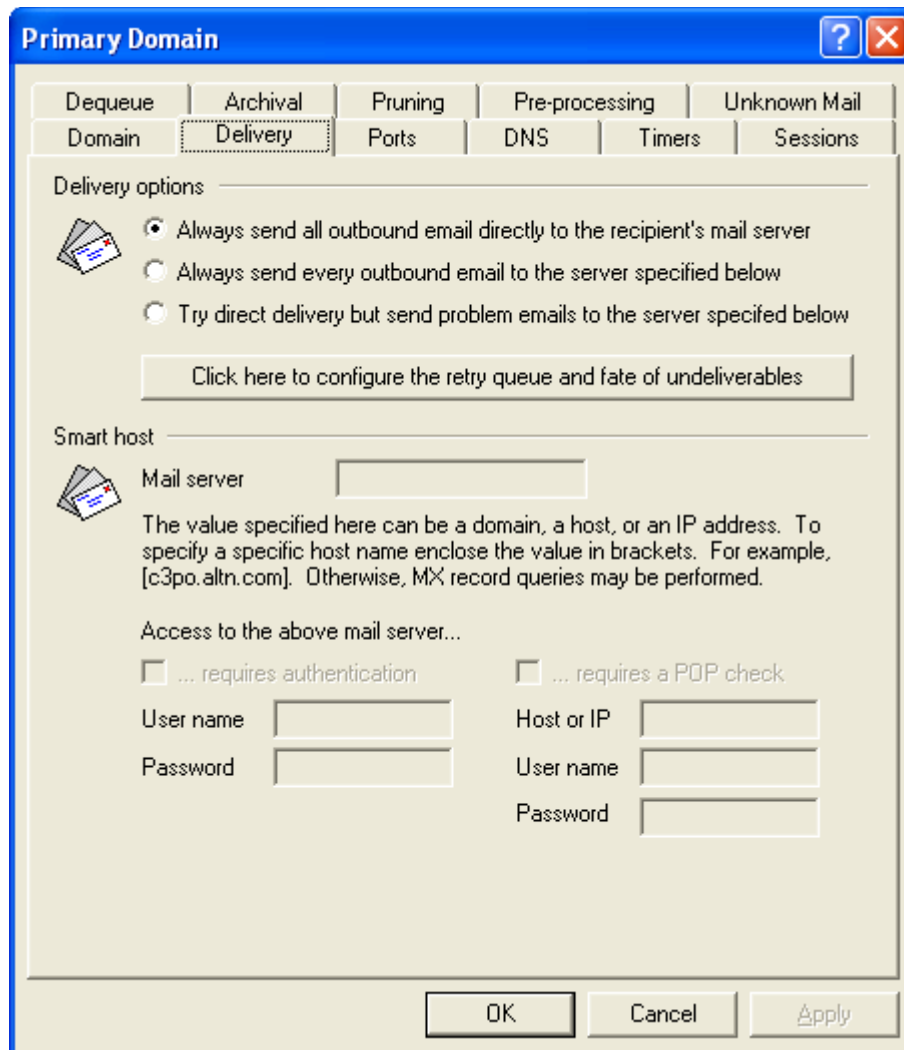 Primary Domain
Dequeue Archival Pruning Pre-processing Unknown Mail
Domain Delivery Ports DNS Timers Sessions
Delivery options
Always send all outbound email directly to the recipient's mail server
Always send every outbound email to the server specified below
Try direct delivery but send problem emails to the server specifed below
Click here to configure the retry queue and fate of undeliverables
Smart host
Mail server
The value specified here can be a domain, a host, or an IP address. To
specify a specific host name enclose the value in brackets. For example,
[c3po.altn.com]. Otherwise, MX record queries may be performed.
Access to the above mail server...
... requires authentication ... requires a POP check
User name Host or IP
Password User name
Password
OK Cancel Apply